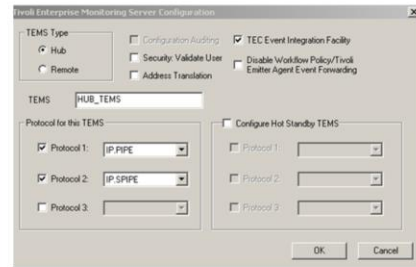 Tivoli Enterprise Monitoring Server Configuration
TEMS Type
Hub
Remote
Configuration Auditing
Security: Validate User
Address Translation
TEC Event Integration Facility
Disable Workflow Policy/Tivoli
Emitter Agent Event Forwarding
TEMS HUB_TEMS
Protocol for this TEMS
Protocol 1: IP.PIPE
Protocol 2: IP.SPIPE
Protocol 3:
Configure Hot Standby TEMS
Protocol 1:
Protocol 2:
Protocol 3:
OK Cancel